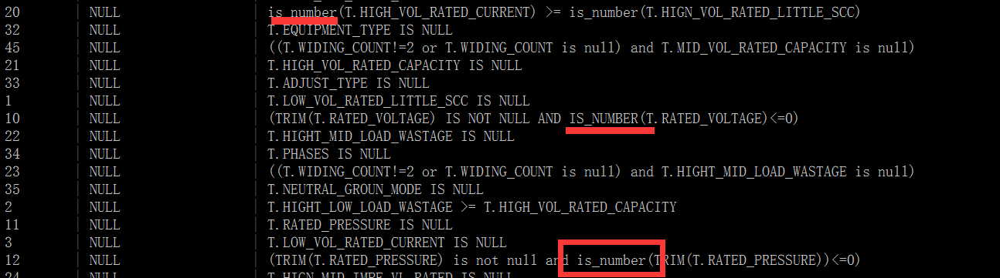 20 | NULL | is_number(T.HIGH_VOL_RATED_CURRENT) >= is_number(T.HIGN_VOL_RATED_LITTLE_SCC)
32 | NULL | T.EQUIPMENT_TYPE IS NULL
45 | NULL | ((T.WIDING_COUNT!=2 or T.WIDING_COUNT is null) and T.MID_VOL_RATED_CAPACITY is null)
21 | NULL | T.HIGH_VOL_RATED_CAPACITY IS NULL
33 | NULL | T.ADJUST_TYPE IS NULL
1 | NULL | T.LOW_VOL_RATED_LITTLE_SCC IS NULL
10 | NULL | (TRIM(T.RATED_VOLTAGE) IS NOT NULL AND IS_NUMBER(T.RATED_VOLTAGE)<=0)
22 | NULL | T.HIGHT_MID_LOAD_WASTAGE IS NULL
34 | NULL | T.PHASES IS NULL
23 | NULL | ((T.WIDING_COUNT!=2 or T.WIDING_COUNT is null) and T.HIGHT_MID_LOAD_WASTAGE is null)
35 | NULL | T.NEUTRAL_GROUN_MODE IS NULL
2 | NULL | T.HIGHT_LOW_LOAD_WASTAGE >= T.HIGH_VOL_RATED_CAPACITY
11 | NULL | T.RATED_PRESSURE IS NULL
3 | NULL | T.LOW_VOL_RATED_CURRENT IS NULL
12 | NULL | (TRIM(T.RATED_PRESSURE) is not null and is_number(TRIM(T.RATED_PRESSURE))<=0)
24 | NULL | T.HIGN_MID_IMPE_VL_RATED IS NULL